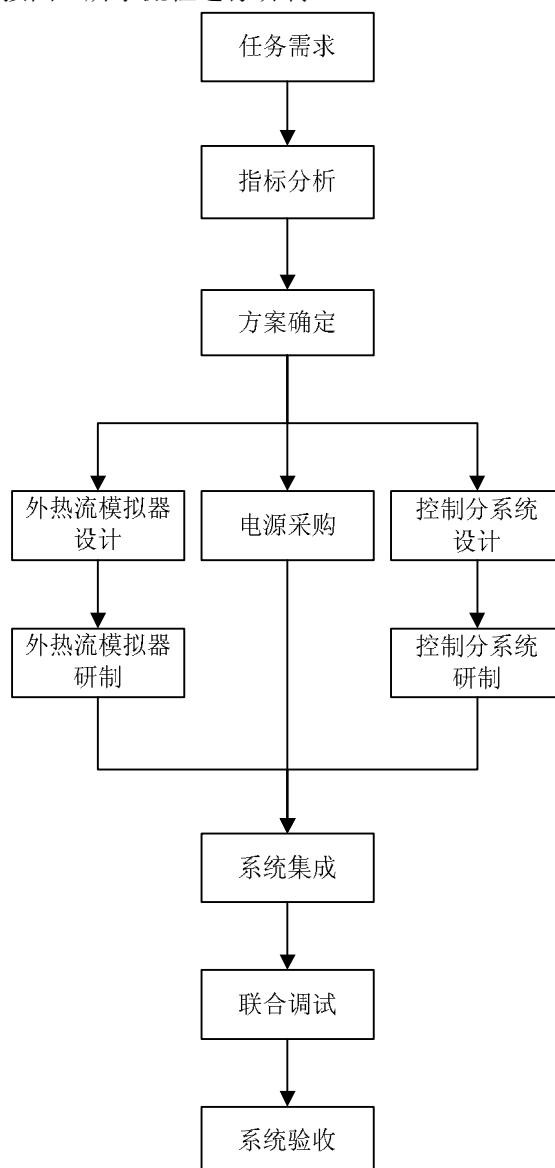 任务需求
指标分析
方案确定
外热流模拟器
设计
电源采购
控制分系统
设计
外热流模拟器
研制
控制分系统
研制
系统集成
联合调试
系统验收